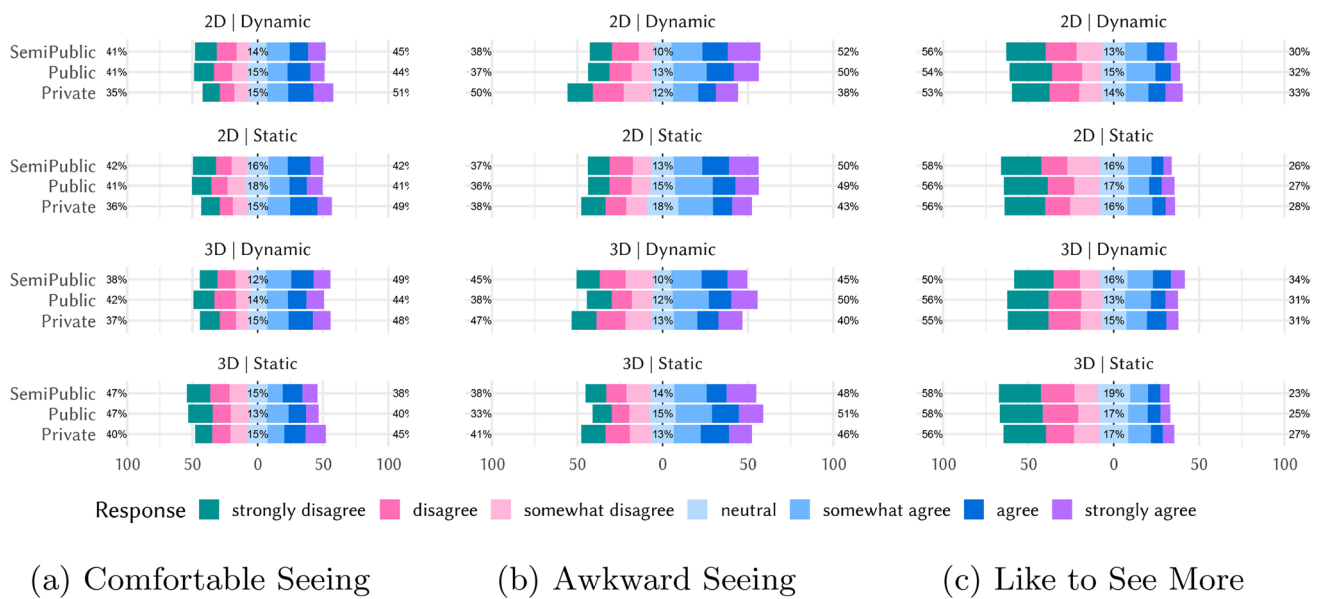 2D | Dynamic
SemiPublic 41% 14% 45%
Public 41% 15% 44%
Private 35% 15% 51%
2D | Static
SemiPublic 42% 16% 42%
Public 41% 18% 41%
Private 36% 15% 49%
3D | Dynamic
SemiPublic 38% 12% 49%
Public 42% 14% 44%
Private 37% 15% 48%
3D | Static
SemiPublic 47% 15% 38%
Public 47% 13% 40%
Private 40% 15% 45%
100 50 0 50 100
2D | Dynamic
38% 10% 52%
37% 13% 50%
50% 12% 38%
2D | Static
37% 13% 50%
36% 15% 49%
38% 18% 43%
3D | Dynamic
45% 10% 45%
38% 12% 50%
47% 13% 40%
3D | Static
38% 14% 48%
33% 15% 51%
41% 13% 46%
100 50 0 50 100
2D | Dynamic
56% 13% 30%
54% 15% 32%
53% 14% 33%
2D | Static
58% 16% 26%
56% 17% 27%
56% 16% 28%
3D | Dynamic
50% 16% 34%
56% 13% 31%
55% 15% 31%
3D | Static
58% 19% 23%
58% 17% 25%
56% 17% 27%
100 50 0 50 100
Response strongly disagree disagree somewhat disagree neutral somewhat agree agree strongly agree
(a) Comfortable Seeing
(b) Awkward Seeing
(c) Like to See More